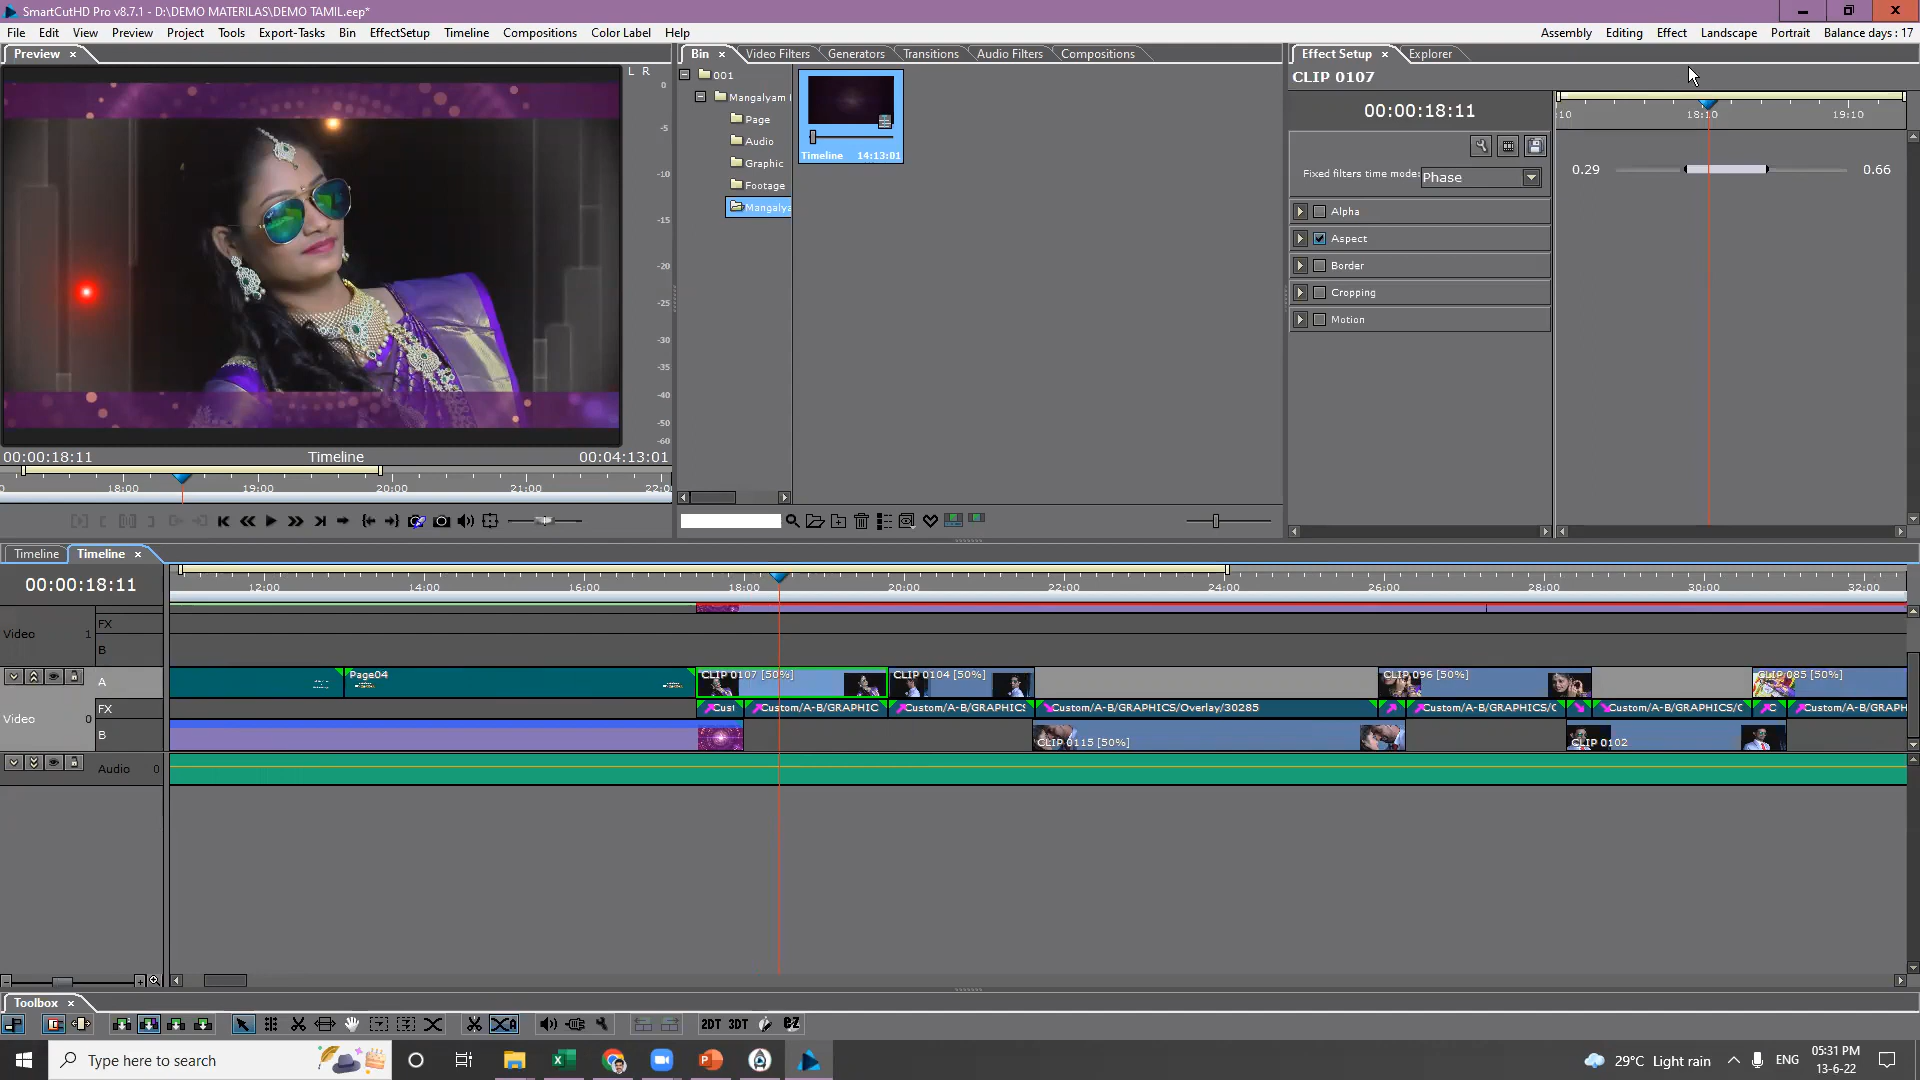 SmartCutHD Pro v8.7.1 - D:\DEMO MATERILAS\DEMO TAMIL.eep*
File Edit View Preview Project Tools Export-Tasks Bin EffectSetup Timeline Compositions Color Label Help
Assembly Editing Effect Landscape Portrait Balance days : 17
Preview
L R
0
-5
-10
-15
-20
-25
-30
-35
-40
-50
-60
00:00:18:11 Timeline 00:04:13:01
18:00 19:00 20:00 21:00 22:0
Bin Video Filters Generators Transitions Audio Filters Compositions
001
Mangalyam
Page
Audio
Graphic
Footage
Mangalya
Timeline 14:13:01
Effect Setup Explorer
CLIP 0107
00:00:18:11
:10 18:10 19:10
Fixed filters time mode: Phase
0.29 0.66
Alpha
Aspect
Border
Cropping
Motion
Timeline Timeline
00:00:18:11
12:00 14:00 16:00 18:00 20:00 22:00 24:00 26:00 28:00 30:00 32:00
Video 1 FX
B
A Page04 CLIP 0107 [50%] CLIP 0104 [50%] CLIP 096 [50%] CLIP 085 [50%]
Video 0 FX Cust Custom/A-B/GRAPHIC Custom/A-B/GRAPHICS Custom/A-B/GRAPHICS/Overlay/30285 Custom/A-B/GRAPHICS/C Custom/A-B/GRAPHICS/C C Custom/A-B/GRAPH
B CLIP 0115 [50%] CLIP 0102
Audio 0
Toolbox
2DT 3DT
Type here to search
29°C Light rain ENG 05:31 PM
13-6-22